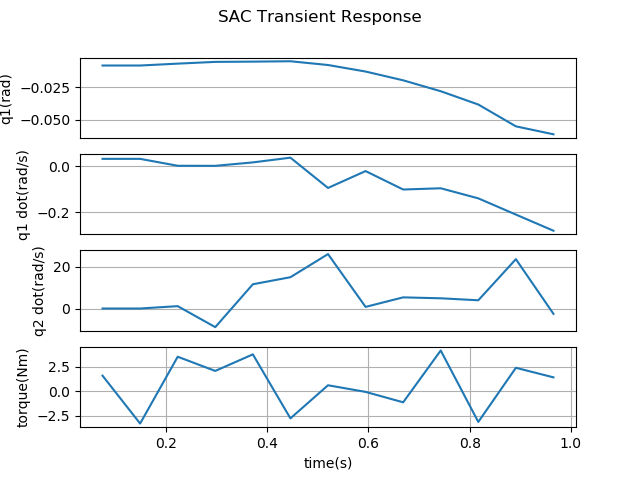 SAC Transient Response
q1(rad)
−0.025
−0.050
q1 dot(rad/s)
0.0
−0.2
q2 dot(rad/s)
20
0
torque(Nm)
2.5
0.0
−2.5
0.2 0.4 0.6 0.8 1.0
time(s)